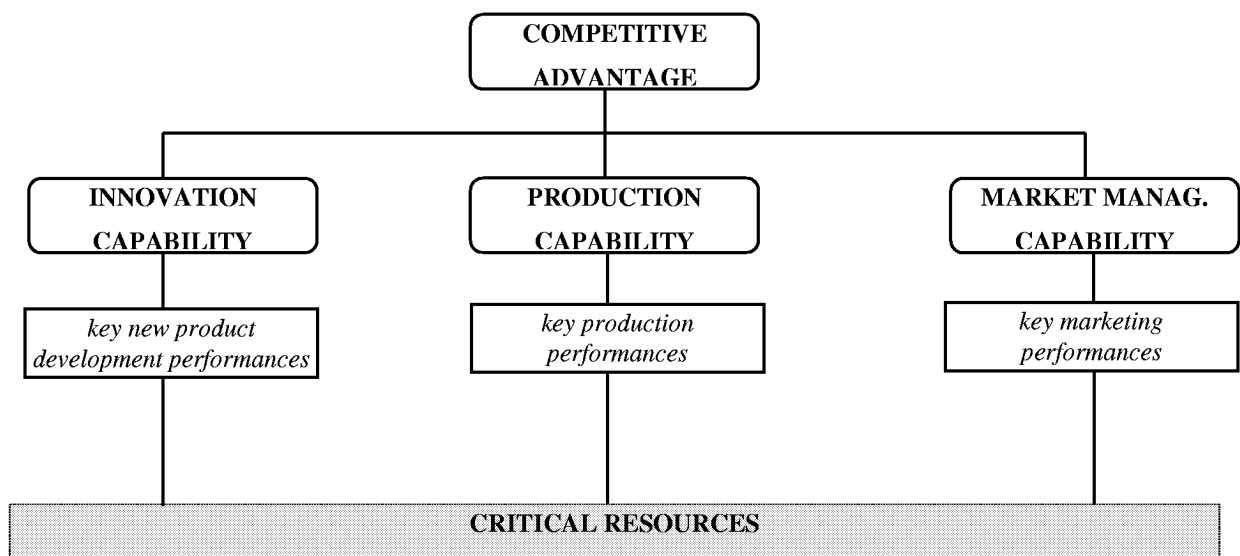 COMPETITIVE
ADVANTAGE
INNOVATION
CAPABILITY
PRODUCTION
CAPABILITY
MARKET MANAG.
CAPABILITY
key new product
development performances
key production
performances
key marketing
performances
CRITICAL RESOURCES